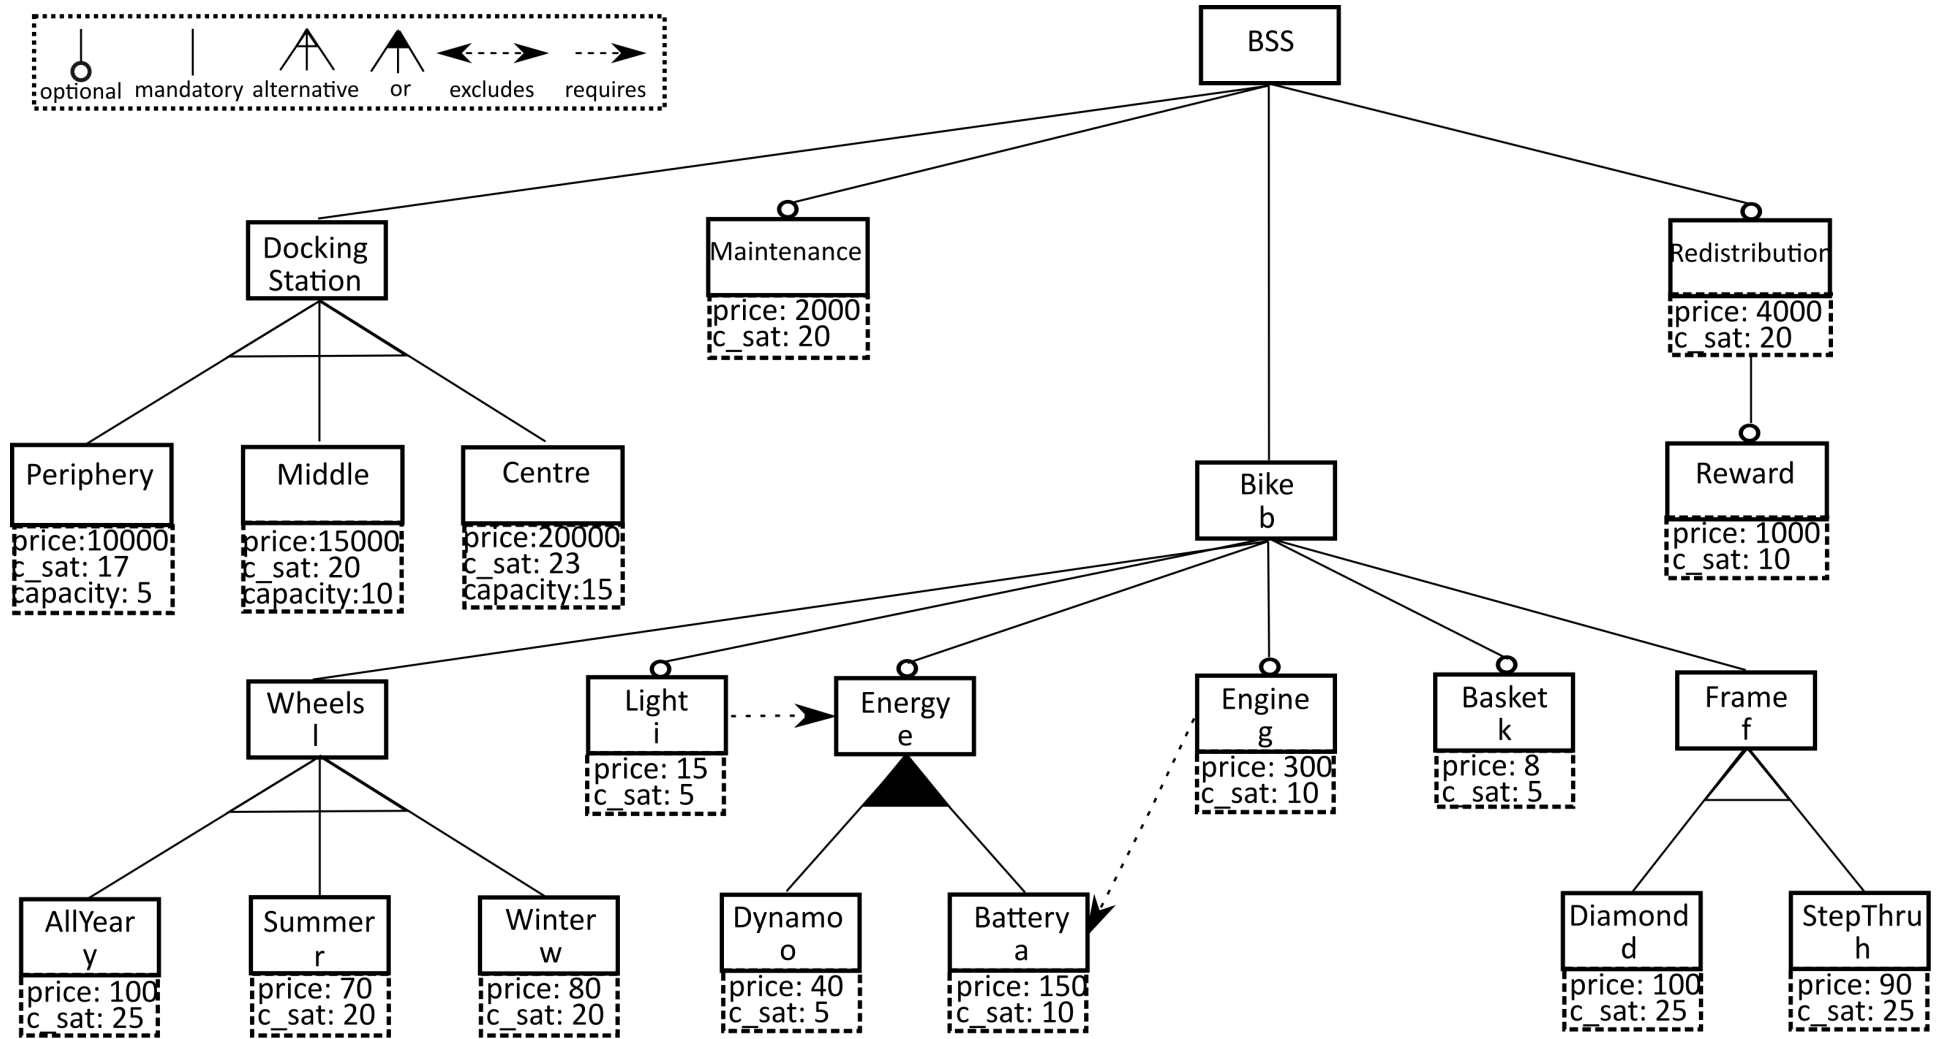 BSS
optional mandatory alternative or excludes requires
Docking
Station
Maintenance
price: 2000
c_sat: 20
Redistribution
price: 4000
c_sat: 20
Periphery
price:10000
c_sat: 17
capacity: 5
Middle
price:15000
c_sat: 20
capacity:10
Centre
price:20000
c_sat: 23
capacity:15
Bike
b
Reward
price: 1000
c_sat: 10
Wheels
l
Light
i
price: 15
c_sat: 5
Energy
e
Engine
g
price: 300
c_sat: 10
Basket
k
price: 8
c_sat: 5
Frame
f
AllYear
y
price: 100
c_sat: 25
Summer
r
price: 70
c_sat: 20
Winter
w
price: 80
c_sat: 20
Dynamo
o
price: 40
c_sat: 5
Battery
a
price: 150
c_sat: 10
Diamond
d
price: 100
c_sat: 25
StepThru
h
price: 90
c_sat: 25